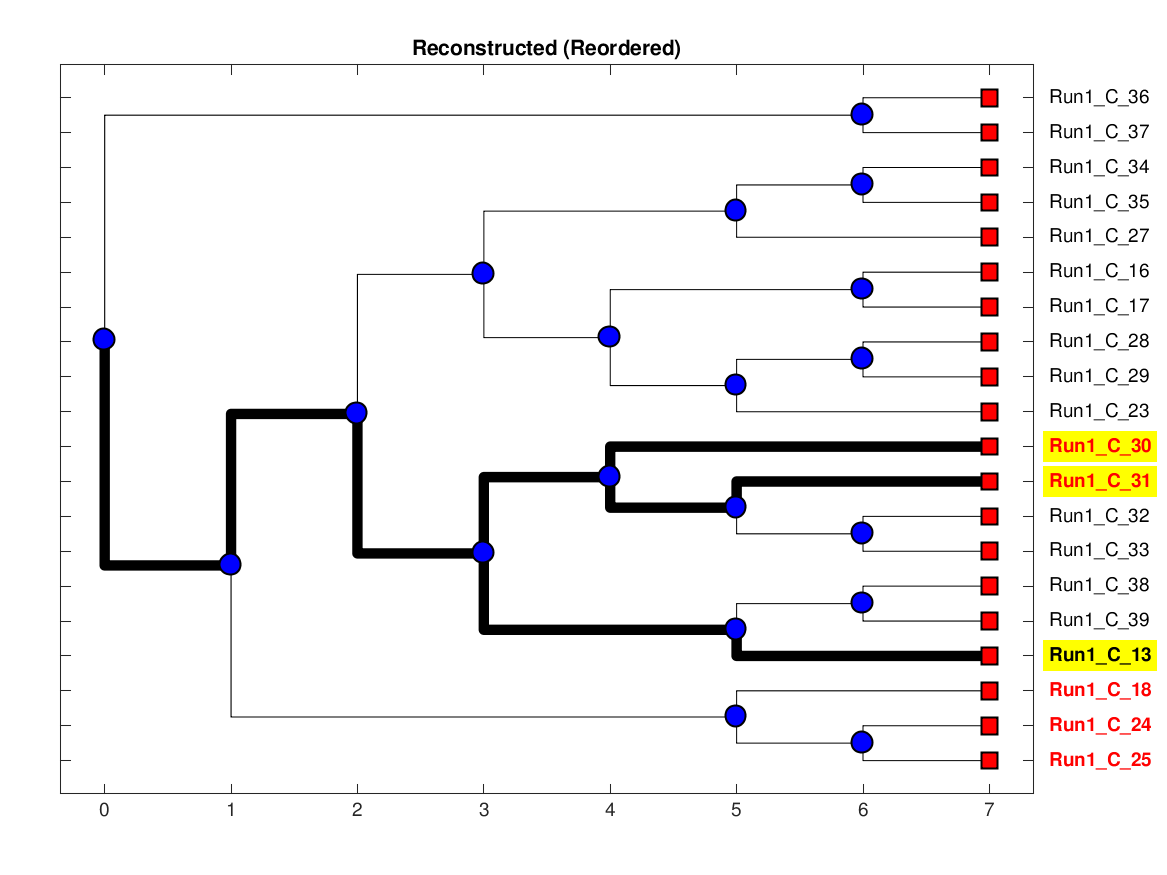 Reconstructed (Reordered)
Run1_C_36
Run1_C_37
Run1_C_34
Run1_C_35
Run1_C_27
Run1_C_16
Run1_C_17
Run1_C_28
Run1_C_29
Run1_C_23
Run1_C_30
Run1_C_31
Run1_C_32
Run1_C_33
Run1_C_38
Run1_C_39
Run1_C_13
Run1_C_18
Run1_C_24
Run1_C_25
0 1 2 3 4 5 6 7